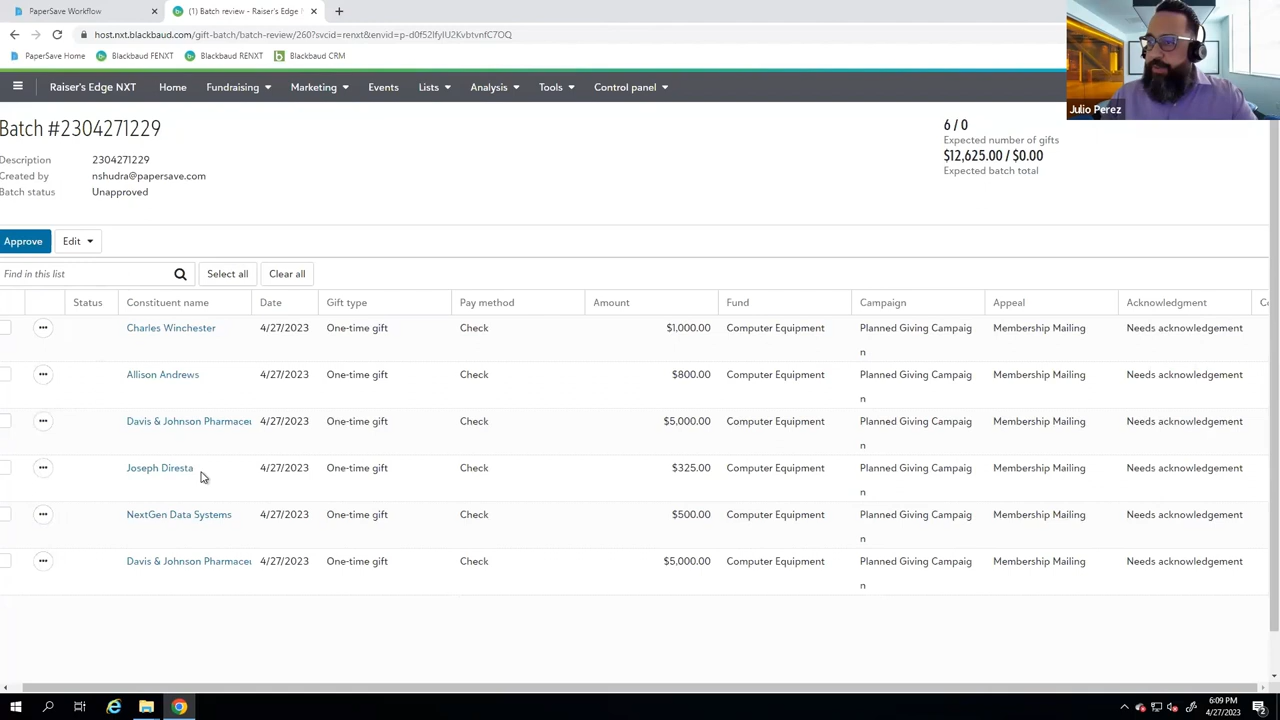 PaperSave Workflow
(1) Batch review - Raiser's Edge N
host.nxt.blackbaud.com/gift-batch/batch-review/260?svcid=renxt&envid=p-d0f52lfyIU2KvbtvnfC7OQ
PaperSave Home
Blackbaud FENXT
Blackbaud RENXT
Blackbaud CRM
Raiser's Edge NXT
Home
Fundraising
Marketing
Events
Lists
Analysis
Tools
Control panel
Julio Perez
Batch #2304271229
6 / 0
Expected number of gifts
$12,625.00 / $0.00
Expected batch total
Description 2304271229
Created by nshudra@papersave.com
Batch status Unapproved
Approve Edit
Find in this list Select all Clear all
Status Constituent name Date Gift type Pay method Amount Fund Campaign Appeal Acknowledgment
Charles Winchester 4/27/2023 One-time gift Check $1,000.00 Computer Equipment Planned Giving Campaig Membership Mailing Needs acknowledgement
n
Allison Andrews 4/27/2023 One-time gift Check $800.00 Computer Equipment Planned Giving Campaig Membership Mailing Needs acknowledgement
n
Davis & Johnson Pharmaceu 4/27/2023 One-time gift Check $5,000.00 Computer Equipment Planned Giving Campaig Membership Mailing Needs acknowledgement
n
Joseph Diresta 4/27/2023 One-time gift Check $325.00 Computer Equipment Planned Giving Campaig Membership Mailing Needs acknowledgement
n
NextGen Data Systems 4/27/2023 One-time gift Check $500.00 Computer Equipment Planned Giving Campaig Membership Mailing Needs acknowledgement
n
Davis & Johnson Pharmaceu 4/27/2023 One-time gift Check $5,000.00 Computer Equipment Planned Giving Campaig Membership Mailing Needs acknowledgement
n
6:09 PM
4/27/2023
2